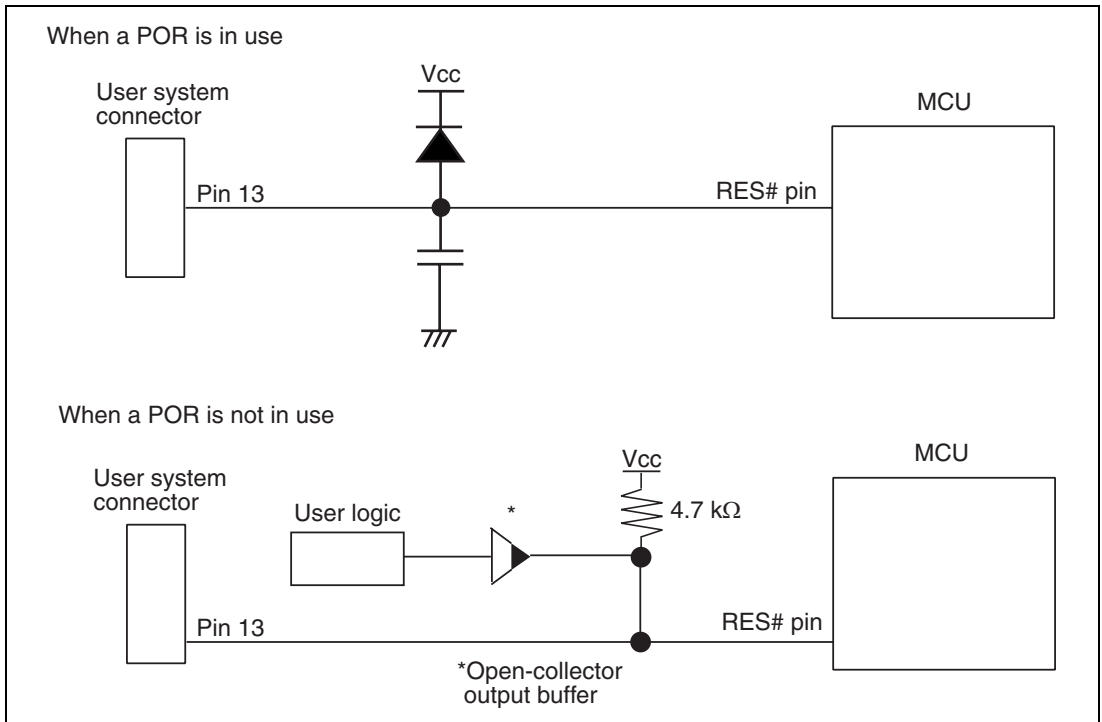 When a POR is in use
Vcc
User system
connector
MCU
Pin 13
RES# pin
When a POR is not in use
Vcc
MCU
User system
connector
4.7 kΩ
User logic
*
Pin 13
RES# pin
*Open-collector
output buffer